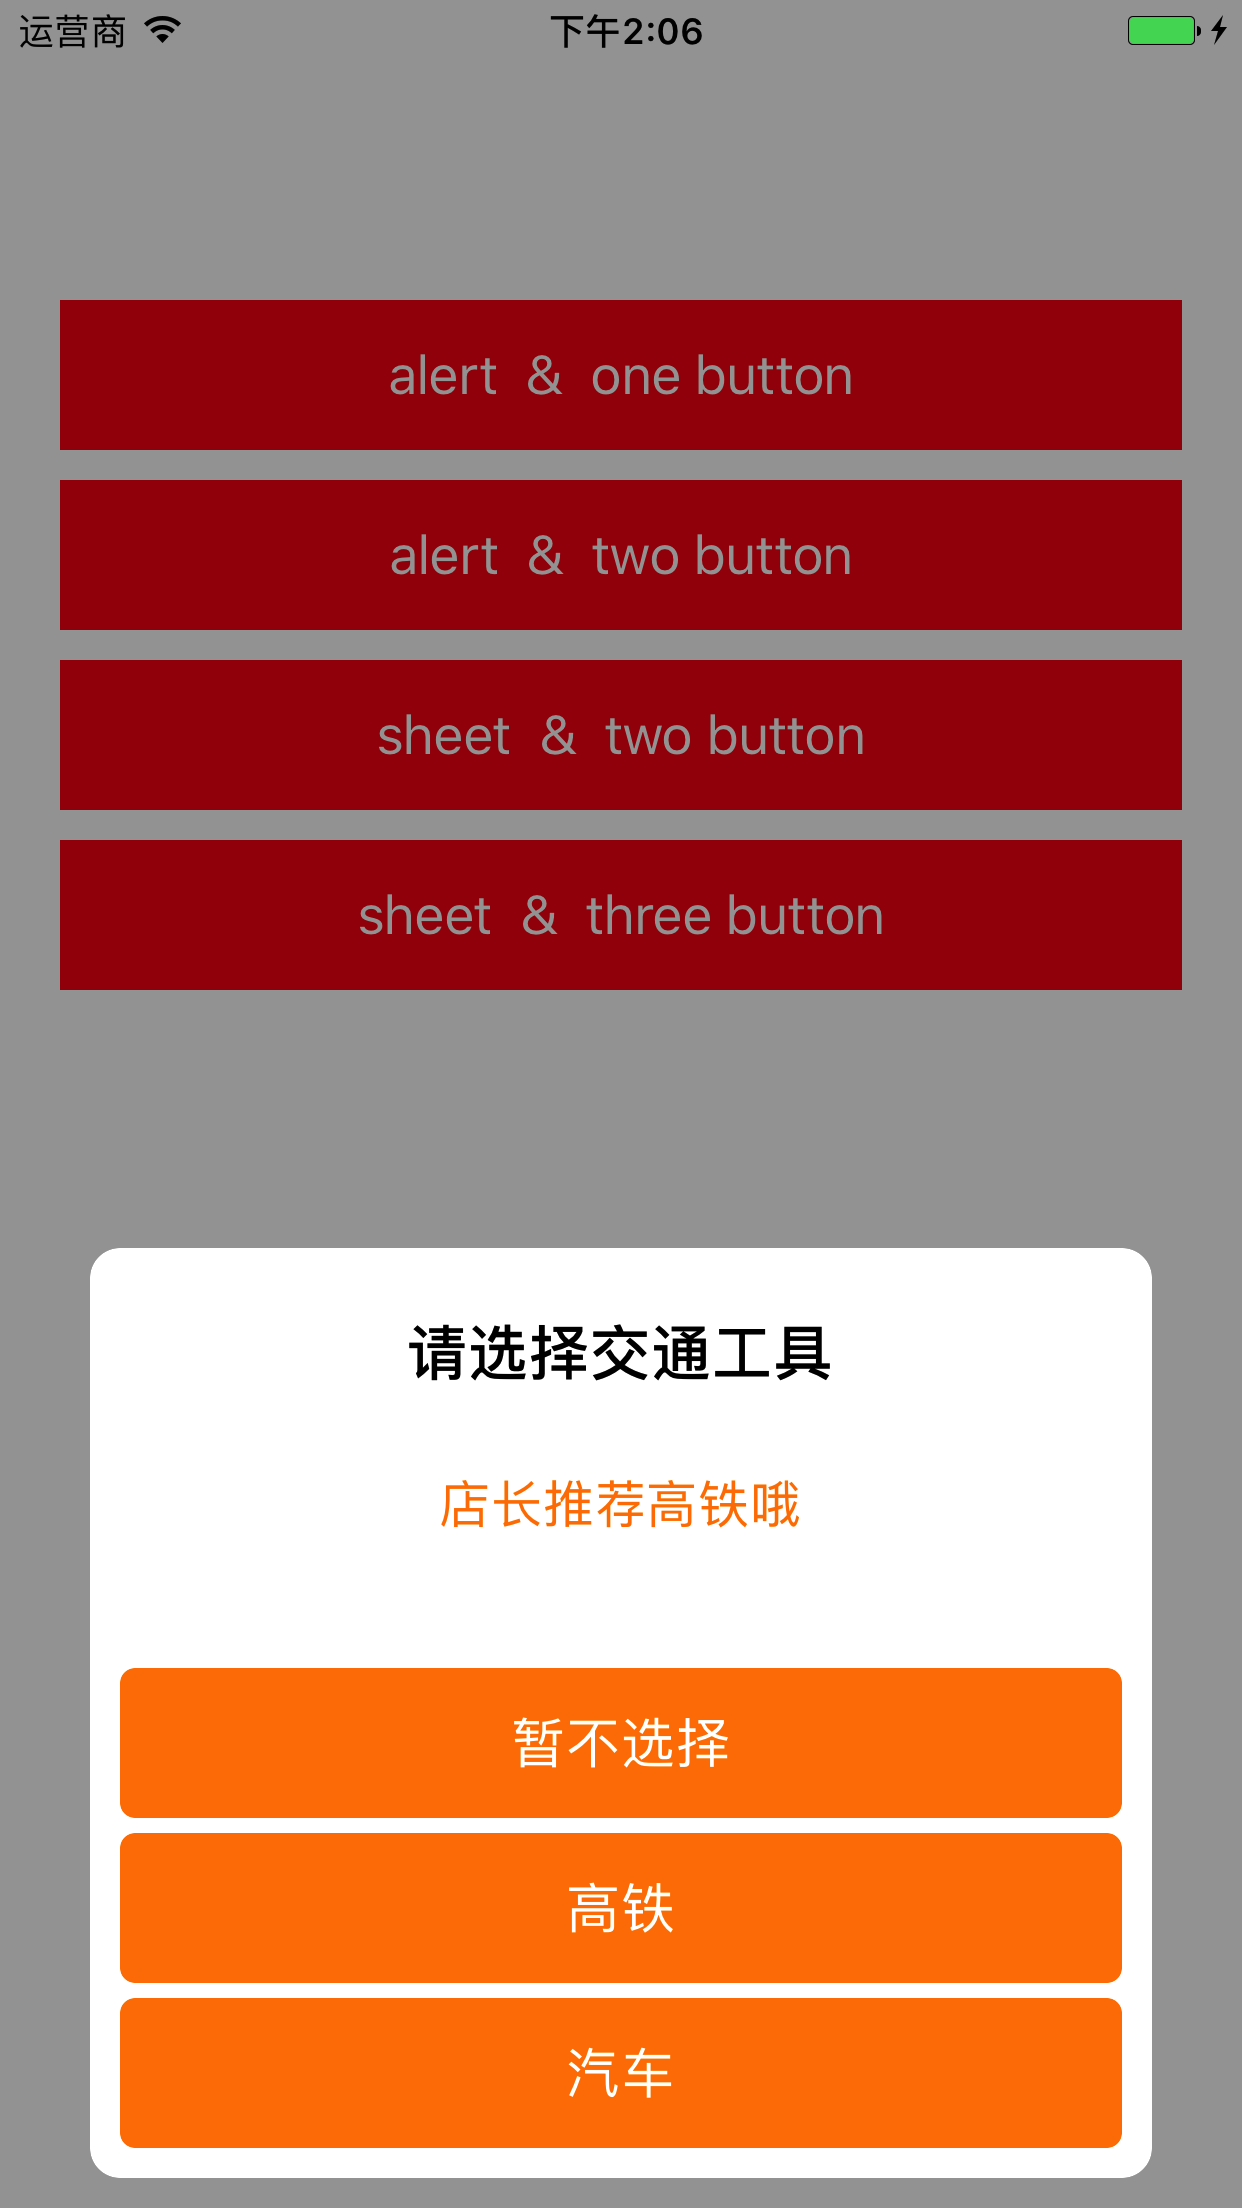 运营商 下午2:06
alert & one button
alert & two button
sheet & two button
sheet & three button
请选择交通工具
店长推荐高铁哦
暂不选择
高铁
汽车